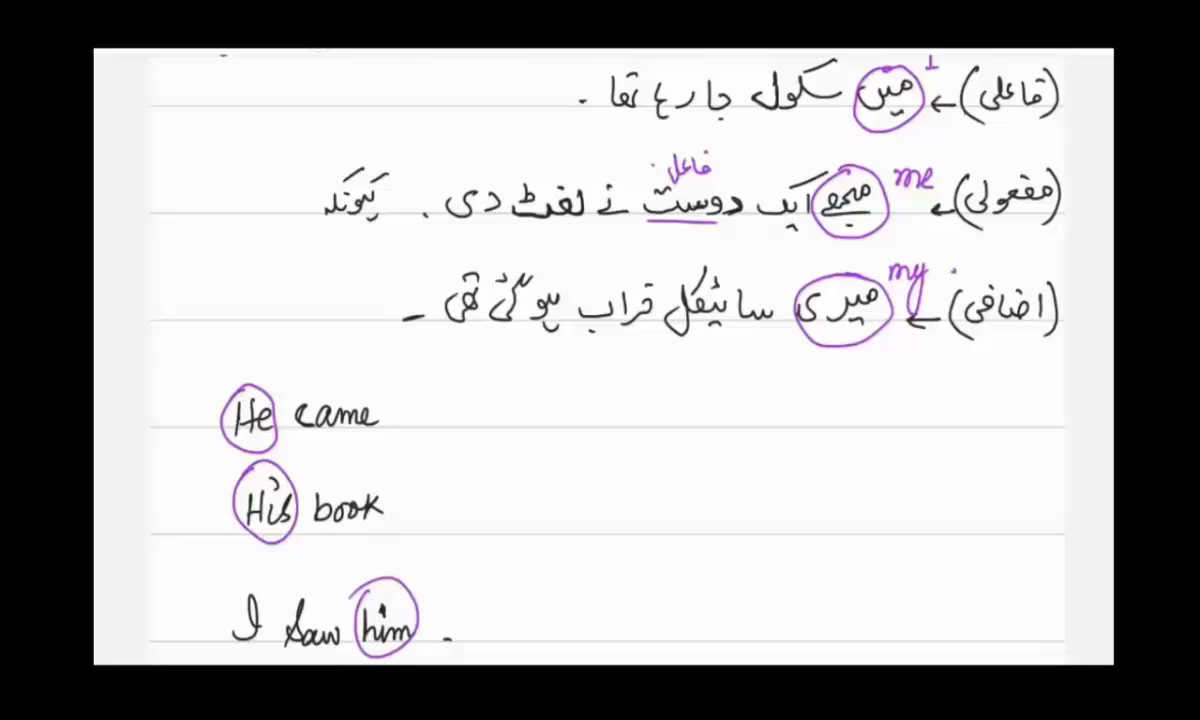 (فاعلی) ← میں I سکول جا رہا تھا ۔
(مفعولی) ← me مجھے ایک دوست فاعل نے لفٹ دی ۔ کیونکہ
(اضافی) ← my میری سائیکل خراب ہو گئی تھی ۔
He came
His book
I saw him .